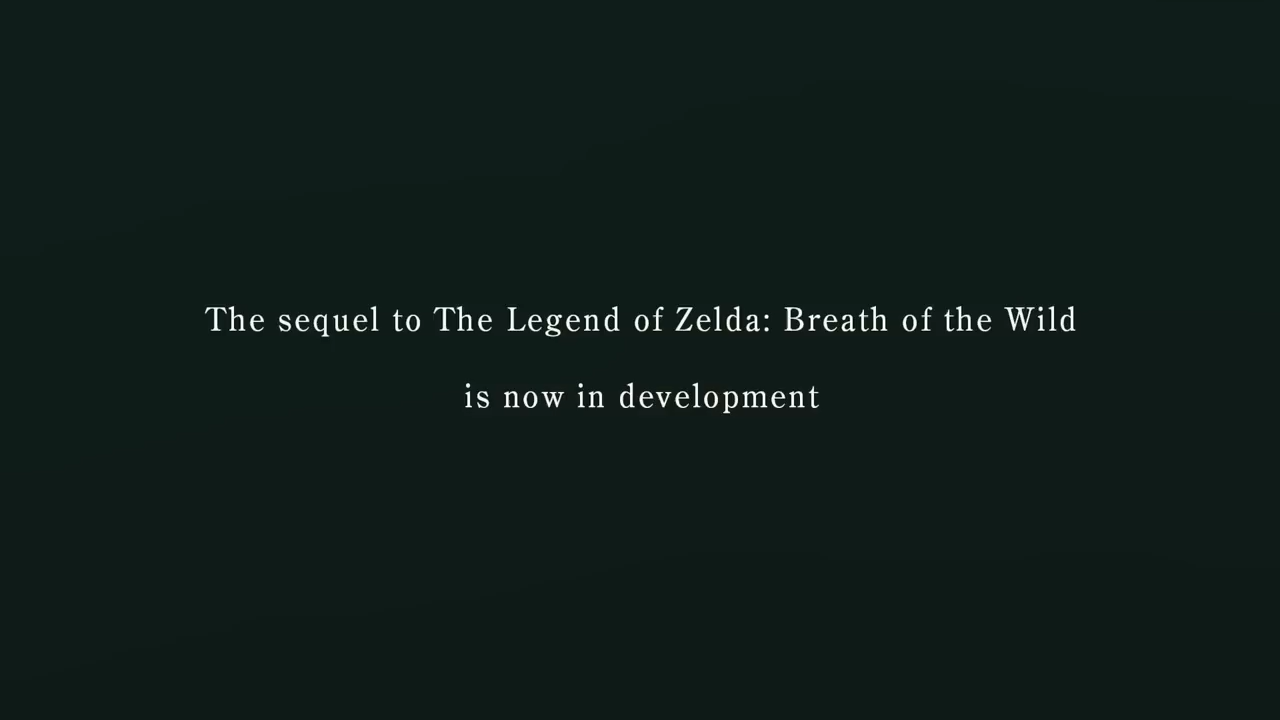 The sequel to The Legend of Zelda: Breath of the Wild
is now in development